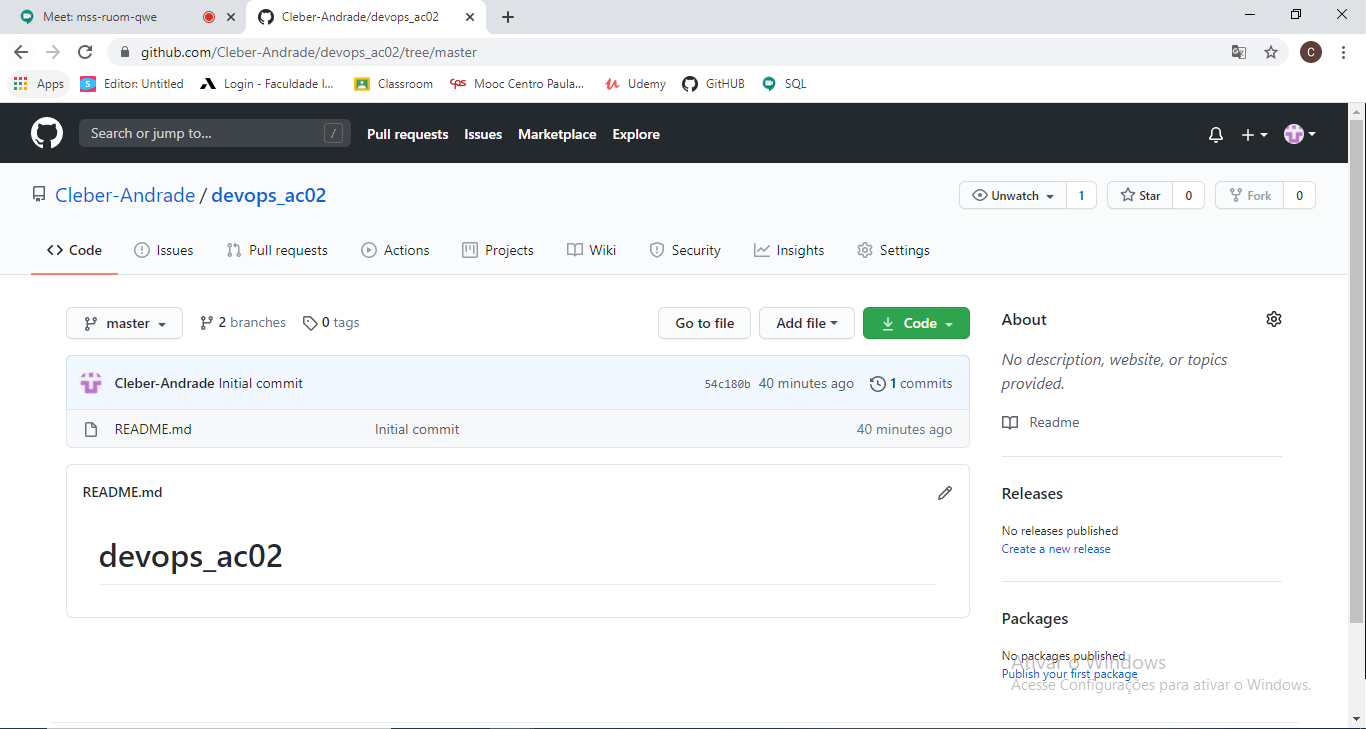 Meet: mss-ruom-qwe
Cleber-Andrade/devops_ac02
github.com/Cleber-Andrade/devops_ac02/tree/master
C
Apps
S Editor: Untitled
Login - Faculdade I...
Classroom
cps Mooc Centro Paula...
Udemy
GitHUB
SQL
Search or jump to... /
Pull requests Issues Marketplace Explore
Cleber-Andrade / devops_ac02
Unwatch 1
Star 0
Fork 0
Code Issues Pull requests Actions Projects Wiki Security Insights Settings
master
2 branches
0 tags
Go to file
Add file
Code
Cleber-Andrade Initial commit
54c180b 40 minutes ago 1 commits
README.md Initial commit 40 minutes ago
README.md
devops_ac02
About
No description, website, or topics
provided.
Readme
Releases
No releases published
Create a new release
Packages
No packages published
Publish your first package
Ativar o Windows
Acesse Configurações para ativar o Windows.